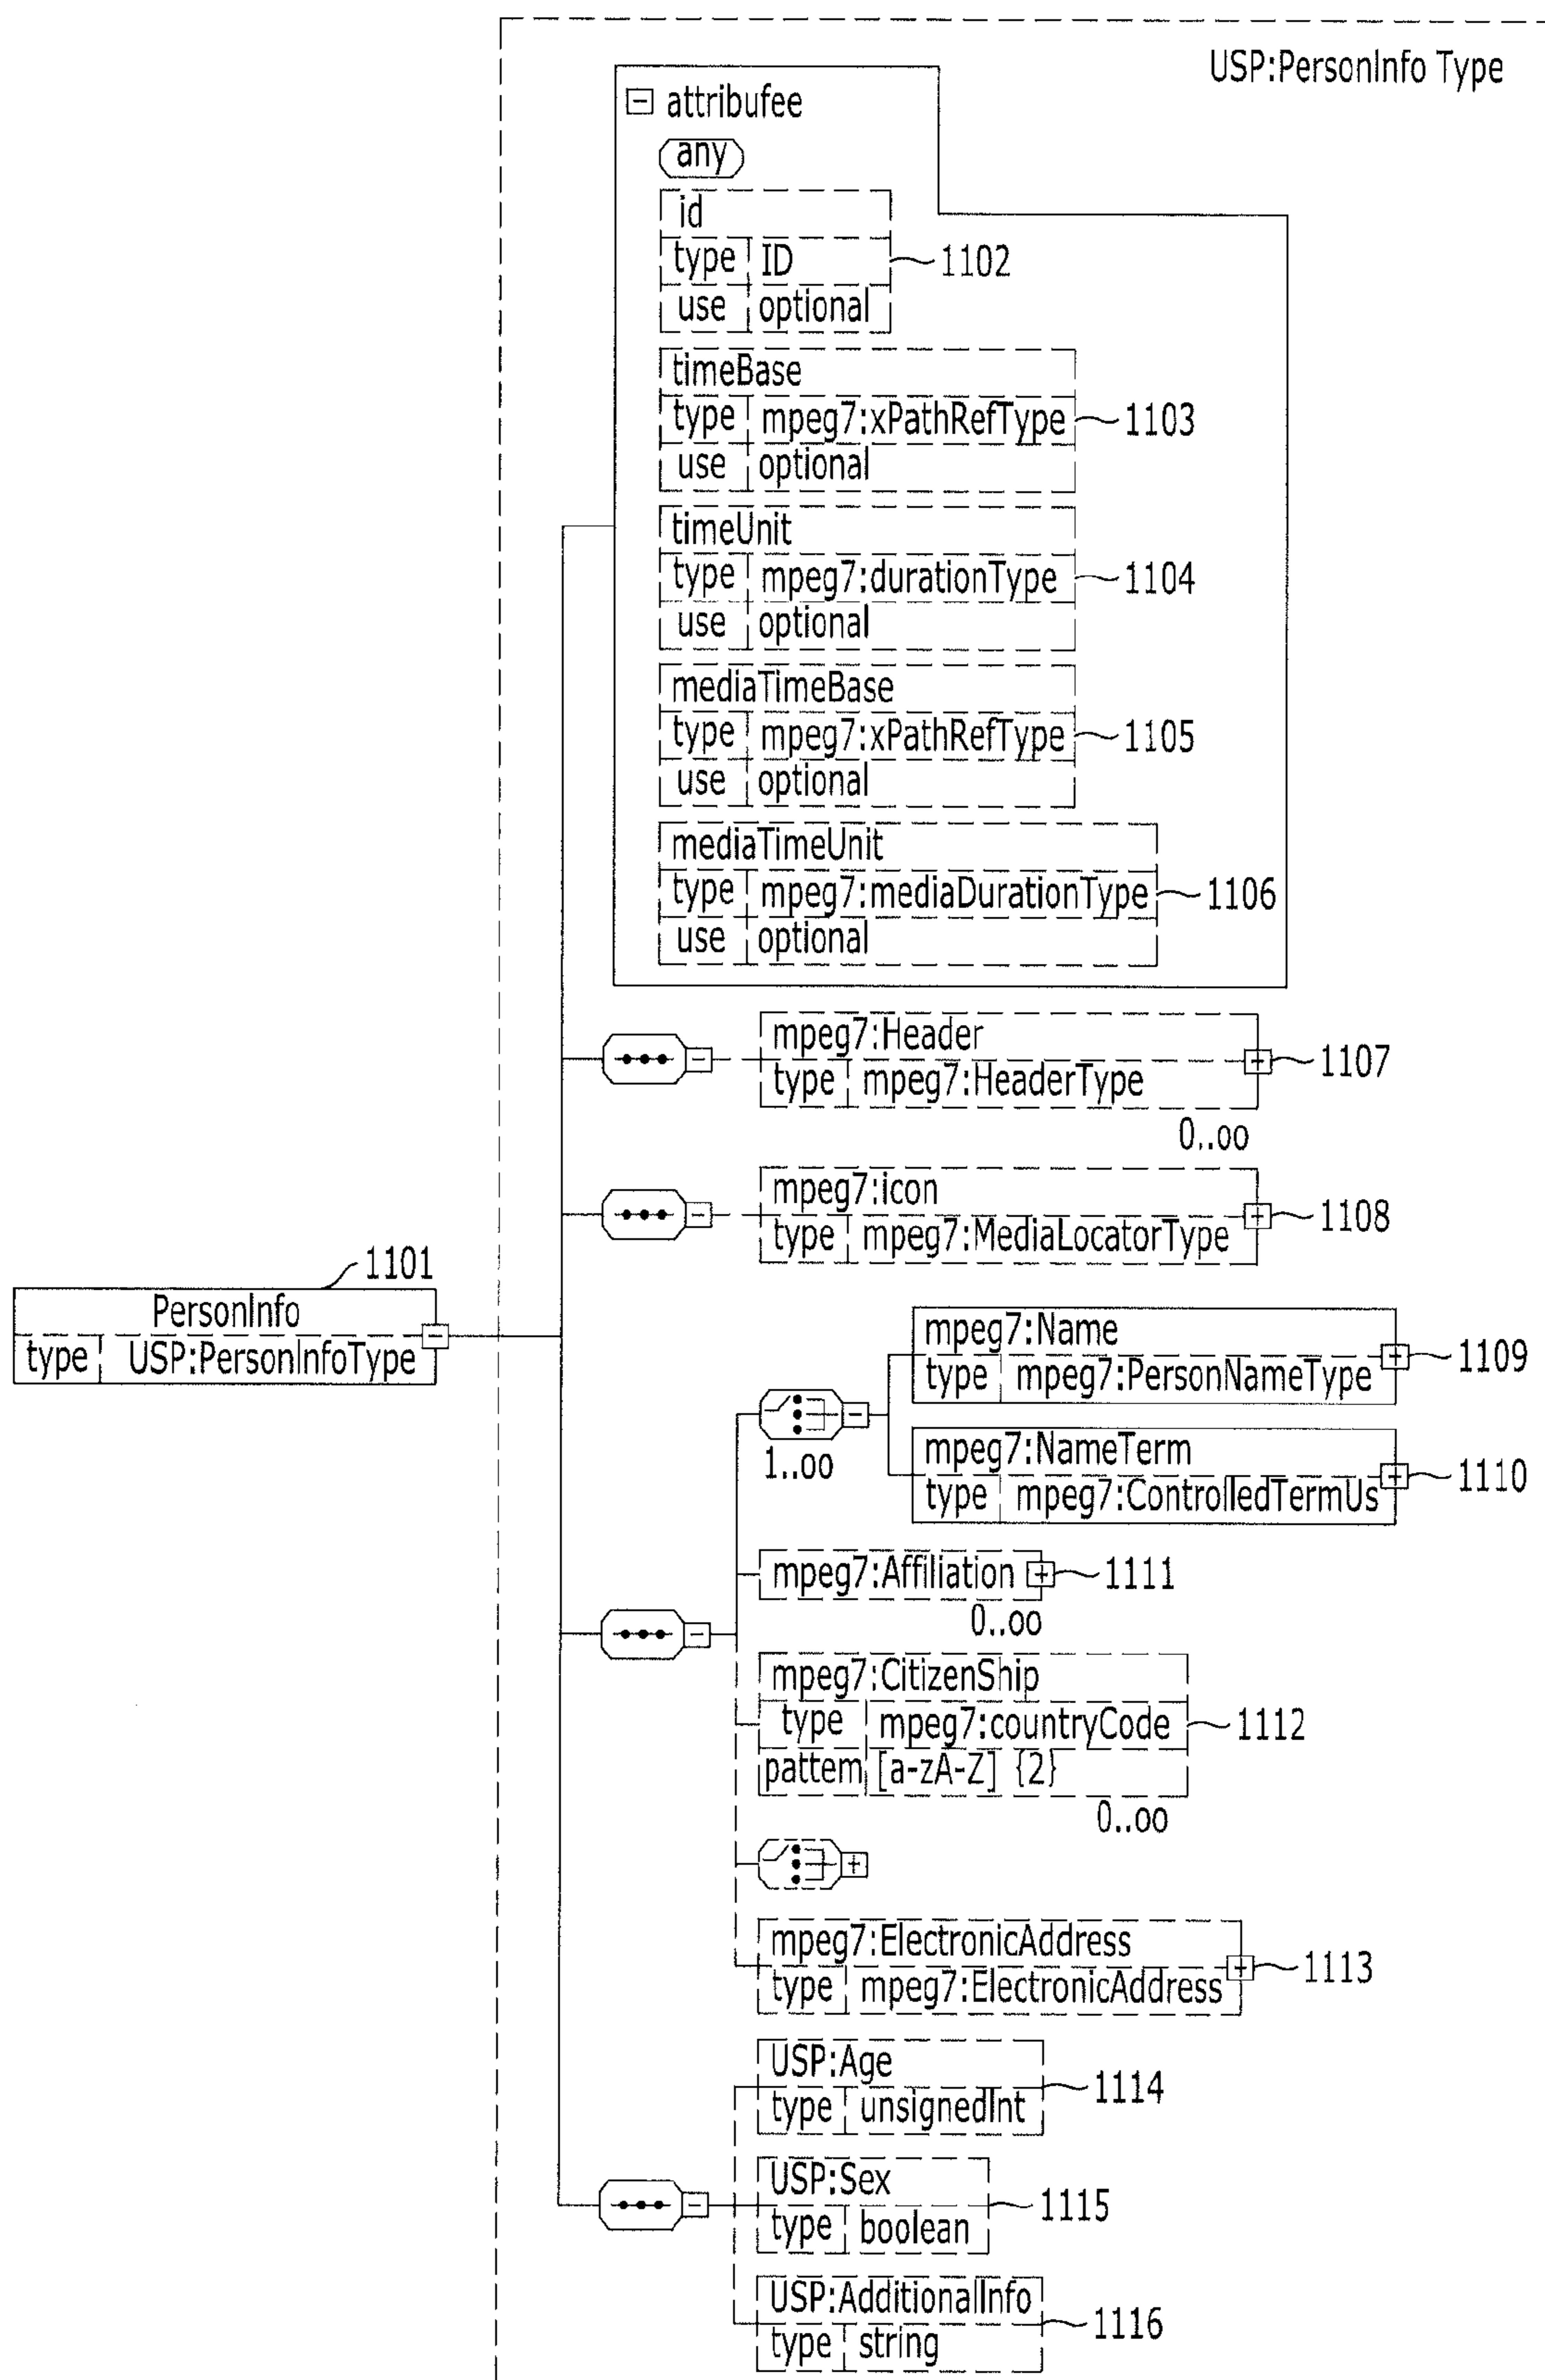 USP:PersonInfo Type
attribufee
any
id
type ID
1102
use optional
timeBase
type mpeg7:xPathRefType
1103
use optional
timeUnit
type mpeg7:durationType
1104
use optional
mediaTimeBase
type mpeg7:xPathRefType
1105
use optional
mediaTimeUnit
type mpeg7:mediaDurationType
1106
use optional
mpeg7:Header
type mpeg7:HeaderType
1107
0..oo
mpeg7:icon
type mpeg7:MediaLocatorType
1108
1101
PersonInfo
type USP:PersonInfoType
mpeg7:Name
type mpeg7:PersonNameType
1109
1..oo
mpeg7:NameTerm
type mpeg7:ControlledTermUs
1110
mpeg7:Affiliation
1111
0..oo
mpeg7:CitizenShip
type mpeg7:countryCode
1112
pattem [a-zA-Z] {2}
0..oo
mpeg7:ElectronicAddress
type mpeg7:ElectronicAddress
1113
USP:Age
type unsignedInt
1114
USP:Sex
type boolean
1115
USP:AdditionalInfo
type string
1116